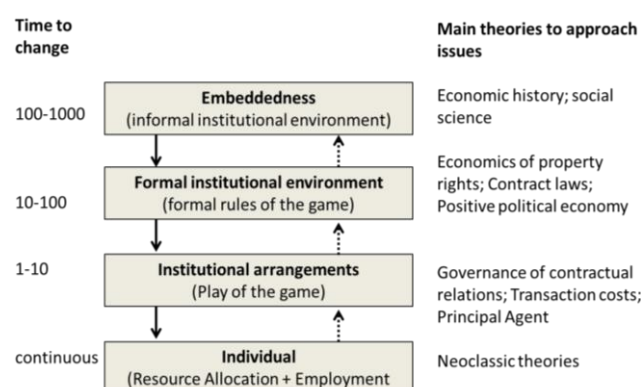 Time to
change
Main theories to approach
issues
100-1000
Embeddedness
(informal institutional environment)
Economic history; social
science
10-100
Formal institutional environment
(formal rules of the game)
Economics of property
rights; Contract laws;
Positive political economy
1-10
Institutional arrangements
(Play of the game)
Governance of contractual
relations; Transaction costs;
Principal Agent
continuous
Individual
(Resource Allocation + Employment
Neoclassic theories